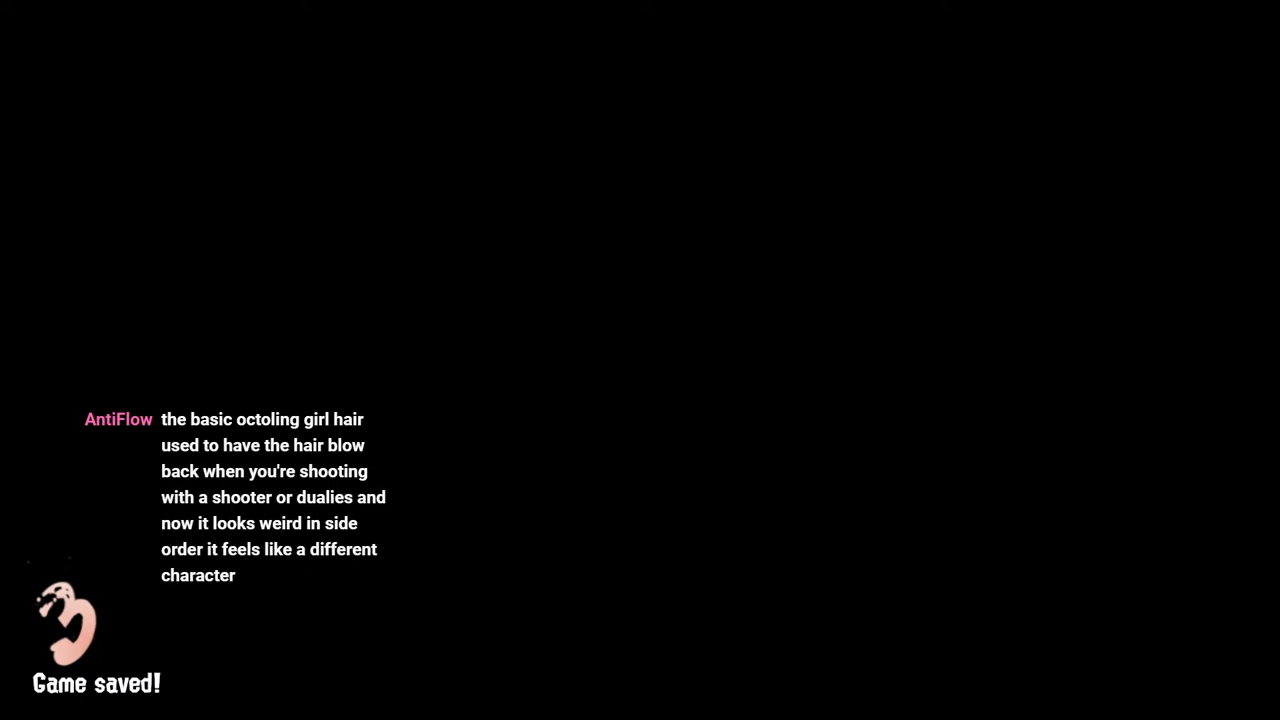 AntiFlow the basic octoling girl hair
used to have the hair blow
back when you're shooting
with a shooter or dualies and
now it looks weird in side
order it feels like a different
character
3
Game saved!